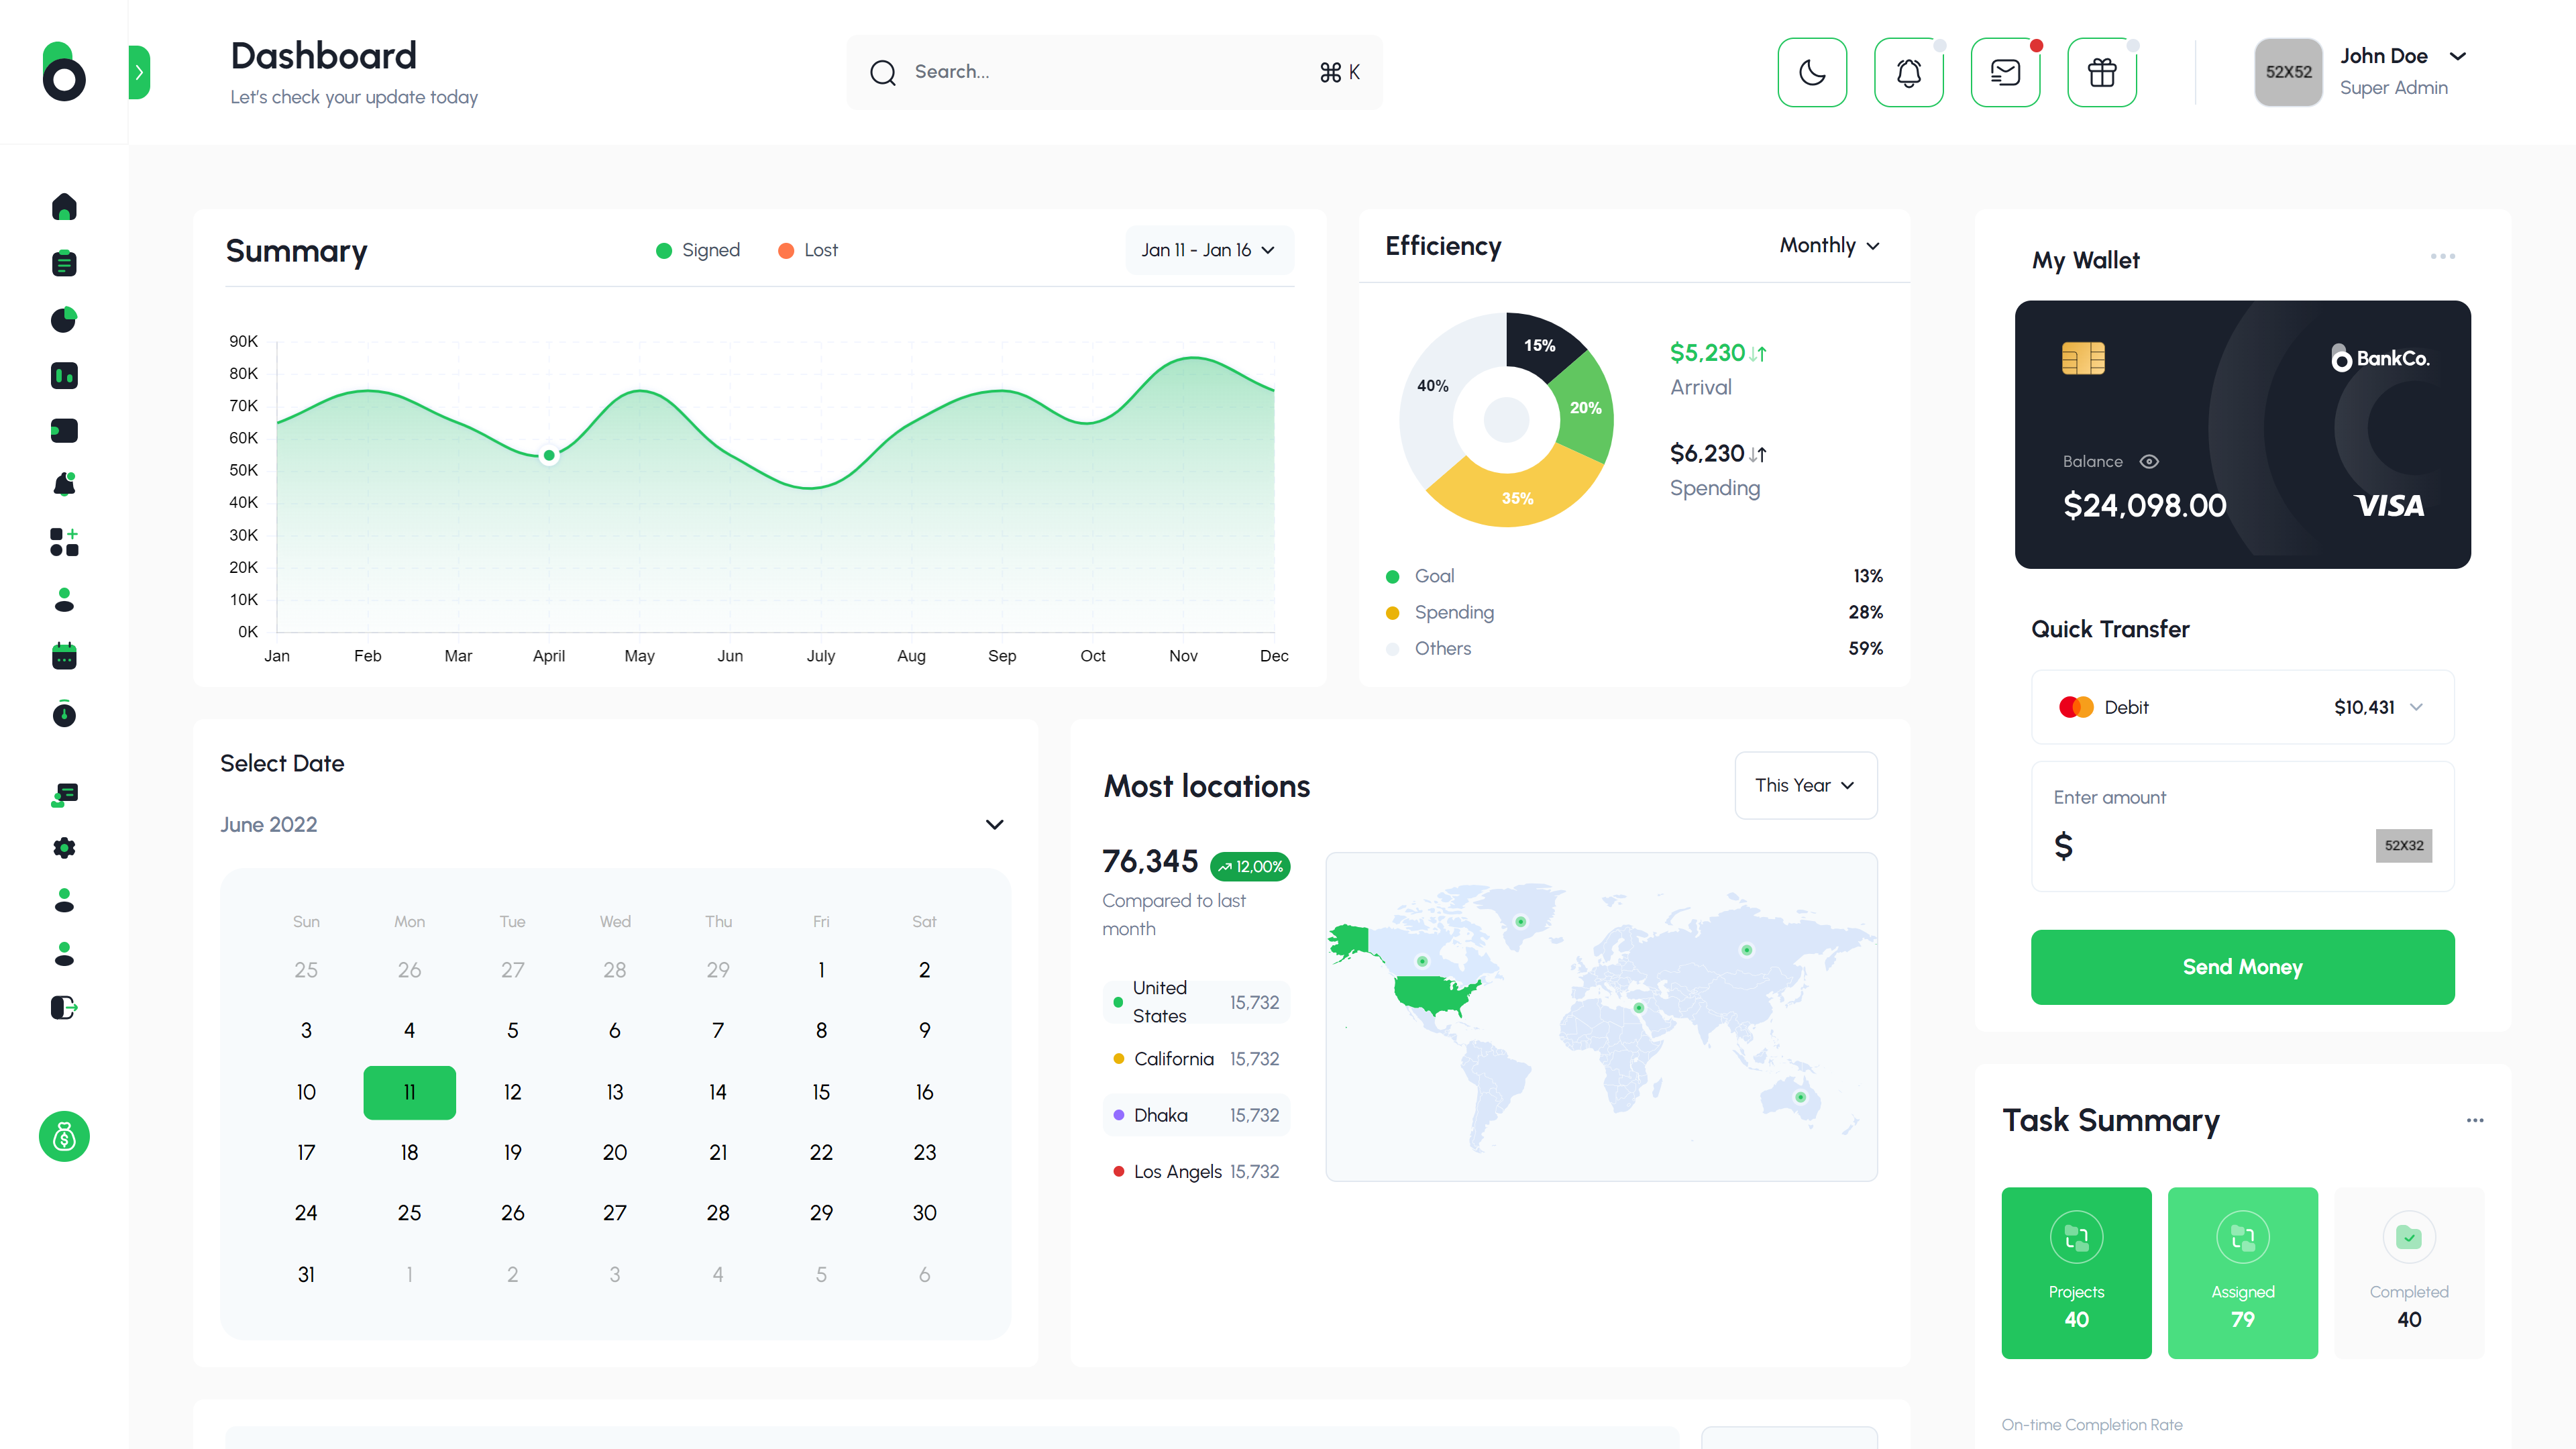 Dashboard
Let's check your update today
Search...
⌘ K
52X52
John Doe
Super Admin
Summary
Signed
Lost
Jan 11 - Jan 16
90K
80K
70K
60K
50K
40K
30K
20K
10K
0K
Jan Feb Mar April May Jun July Aug Sep Oct Nov Dec
Efficiency
Monthly
15%
20%
35%
40%
$5,230
Arrival
$6,230
Spending
Goal 13%
Spending 28%
Others 59%
My Wallet
BankCo.
Balance
$24,098.00
VISA
Quick Transfer
Debit $10,431
Enter amount
$
52X32
Send Money
Select Date
June 2022
Sun Mon Tue Wed Thu Fri Sat
25 26 27 28 29 1 2
3 4 5 6 7 8 9
10 11 12 13 14 15 16
17 18 19 20 21 22 23
24 25 26 27 28 29 30
31 1 2 3 4 5 6
Most locations
This Year
76,345
12,00%
Compared to last
month
United
States
15,732
California 15,732
Dhaka 15,732
Los Angels 15,732
Task Summary
Projects
40
Assigned
79
Completed
40
On-time Completion Rate